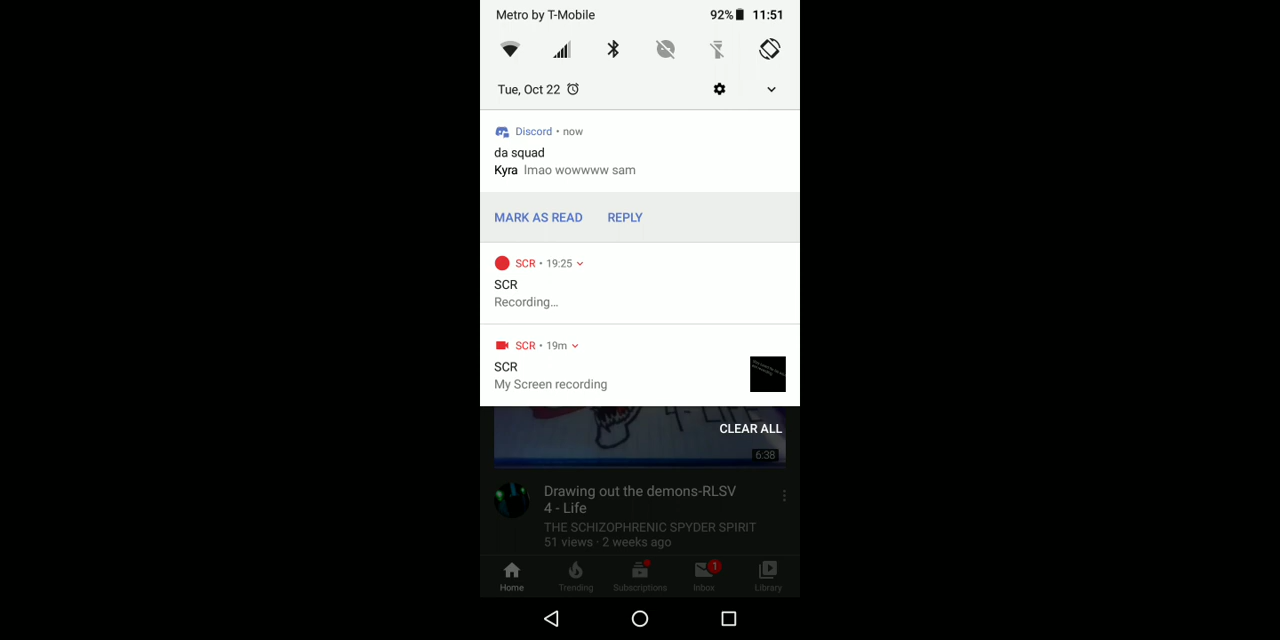 Metro by T-Mobile 92% 11:51
Tue, Oct 22
Discord • now
da squad
Kyra lmao wowwww sam
MARK AS READ REPLY
SCR • 19:25
SCR
Recording...
SCR • 19m
SCR
My Screen recording
4-LIFE
CLEAR ALL
6:38
Drawing out the demons-RLSV
4 - Life
THE SCHIZOPHRENIC SPYDER SPIRIT
51 views · 2 weeks ago
1
Home Trending Subscriptions Inbox Library